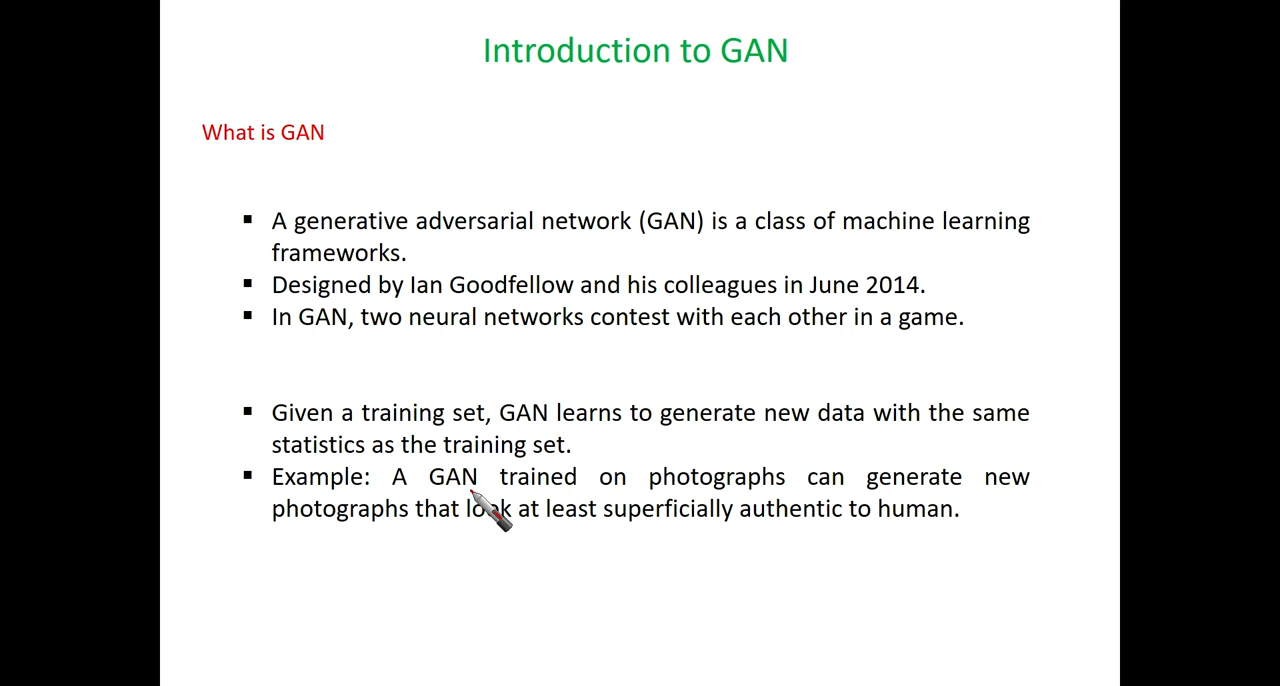 Introduction to GAN
What is GAN
▪ A generative adversarial network (GAN) is a class of machine learning
frameworks.
▪ Designed by Ian Goodfellow and his colleagues in June 2014.
▪ In GAN, two neural networks contest with each other in a game.
▪ Given a training set, GAN learns to generate new data with the same
statistics as the training set.
▪ Example: A GAN trained on photographs can generate new
photographs that look at least superficially authentic to human.